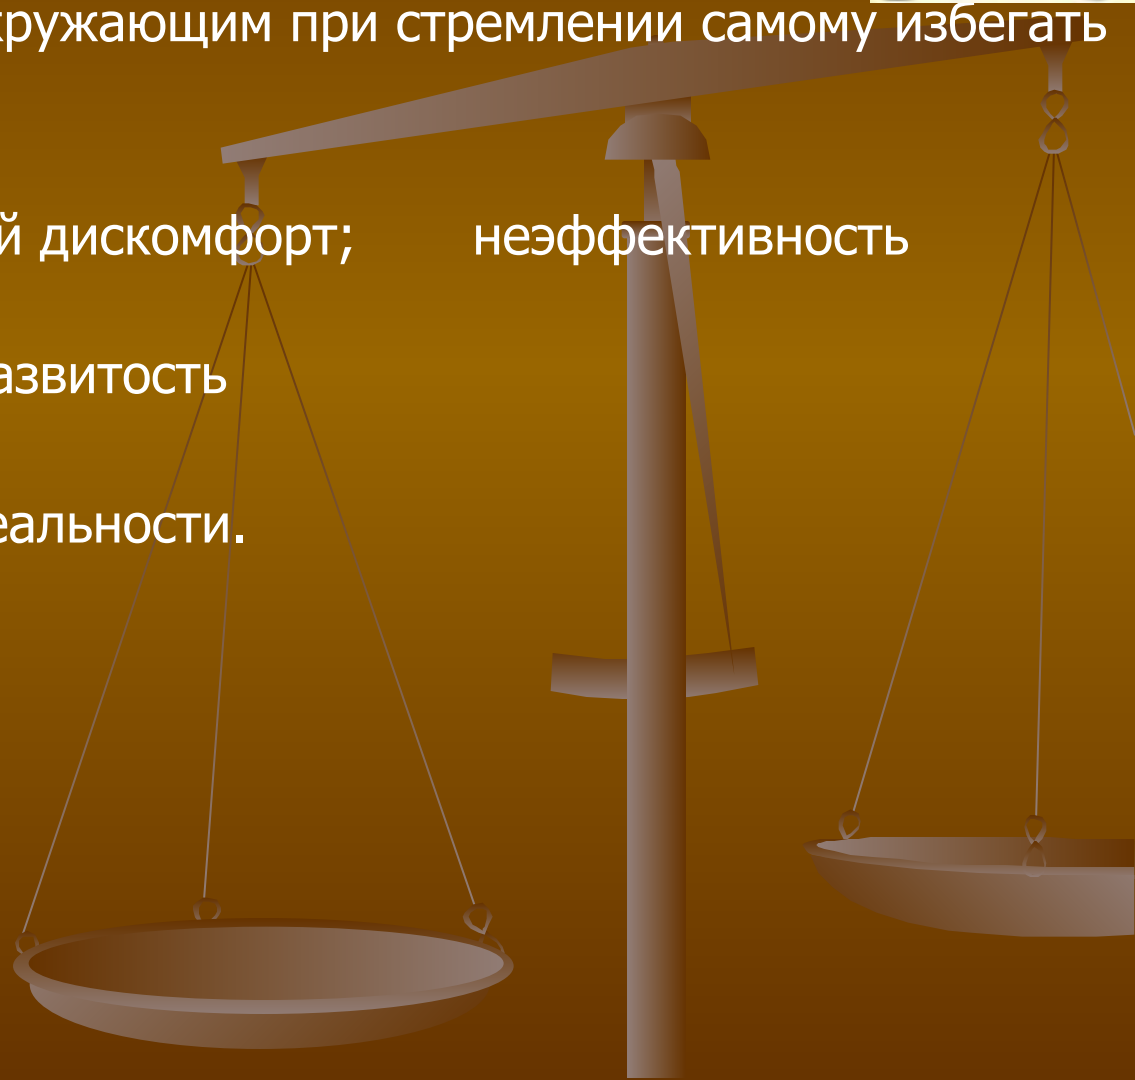 кружающим при стремлении самому избегать
й дискомфорт; неэффективность
азвитость
еальности.